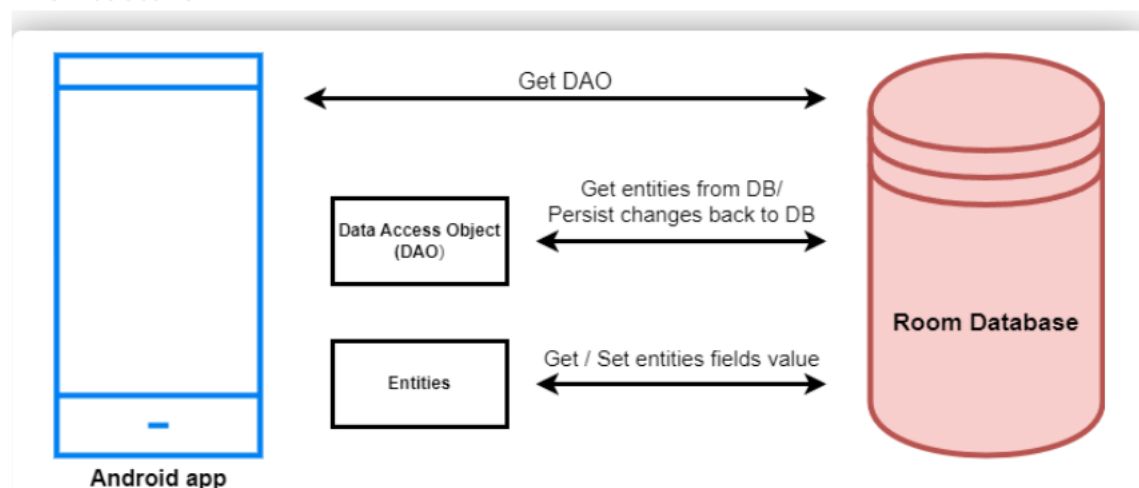 Get DAO
Get entities from DB/
Persist changes back to DB
Data Access Object
(DAO)
Room Database
Get / Set entities fields value
Entities
Android app